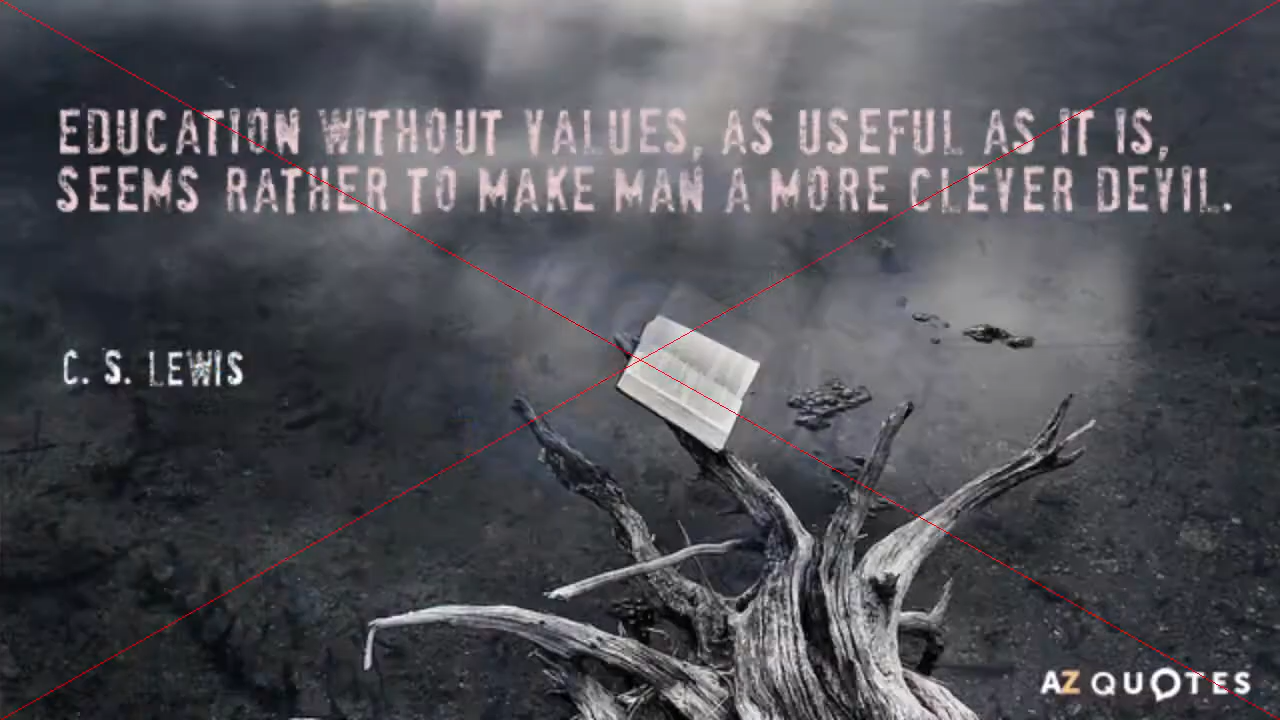 EDUCATION WITHOUT VALUES, AS USEFUL AS IT IS,
SEEMS RATHER TO MAKE MAN A MORE CLEVER DEVIL.
C. S. LEWIS
AZ QUOTES